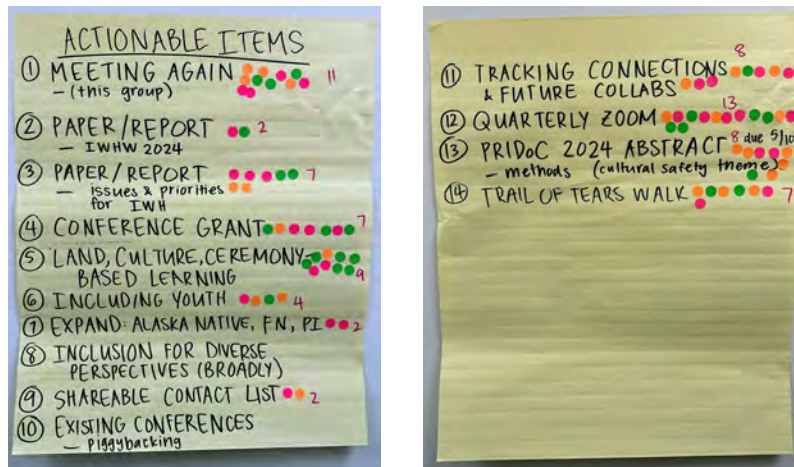 ACTIONABLE ITEMS
① MEETING AGAIN 11
- (this group)
② PAPER/REPORT 2
- IWHW 2024
③ PAPER/REPORT 7
- issues & priorities
for IWH
④ CONFERENCE GRANT 7
⑤ LAND, CULTURE, CEREMONY-
BASED LEARNING 9
⑥ INCLUDING YOUTH 4
⑦ EXPAND: ALASKA NATIVE, FN, PI 2
⑧ INCLUSION FOR DIVERSE
PERSPECTIVES (BROADLY)
⑨ SHAREABLE CONTACT LIST 2
⑩ EXISTING CONFERENCES
- piggybacking
⑪ TRACKING CONNECTIONS 8
& FUTURE COLLABS
⑫ QUARTERLY ZOOM 13
⑬ PRIDoC 2024 ABSTRACT 8 due 5/10
- methods (cultural safety theme)
⑭ TRAIL OF TEARS WALK 7